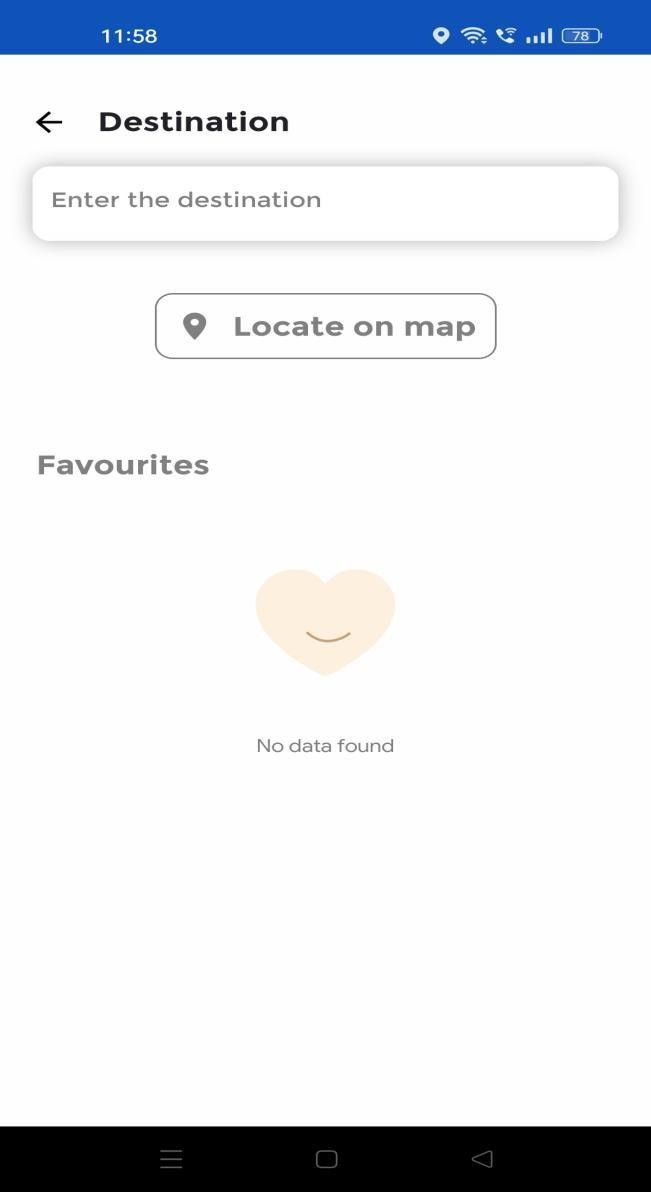 11:58
78
Destination
Enter the destination
Locate on map
Favourites
No data found